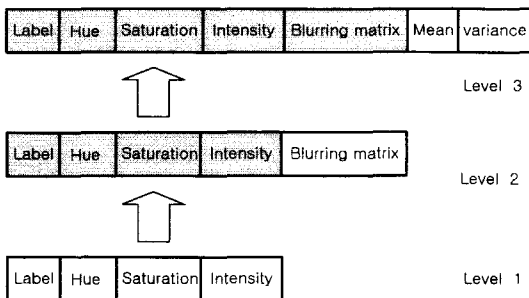 Label Hue Saturation Intensity Blurring matrix Mean variance
Level 3
Label Hue Saturation Intensity Blurring matrix
Level 2
Label Hue Saturation Intensity
Level 1